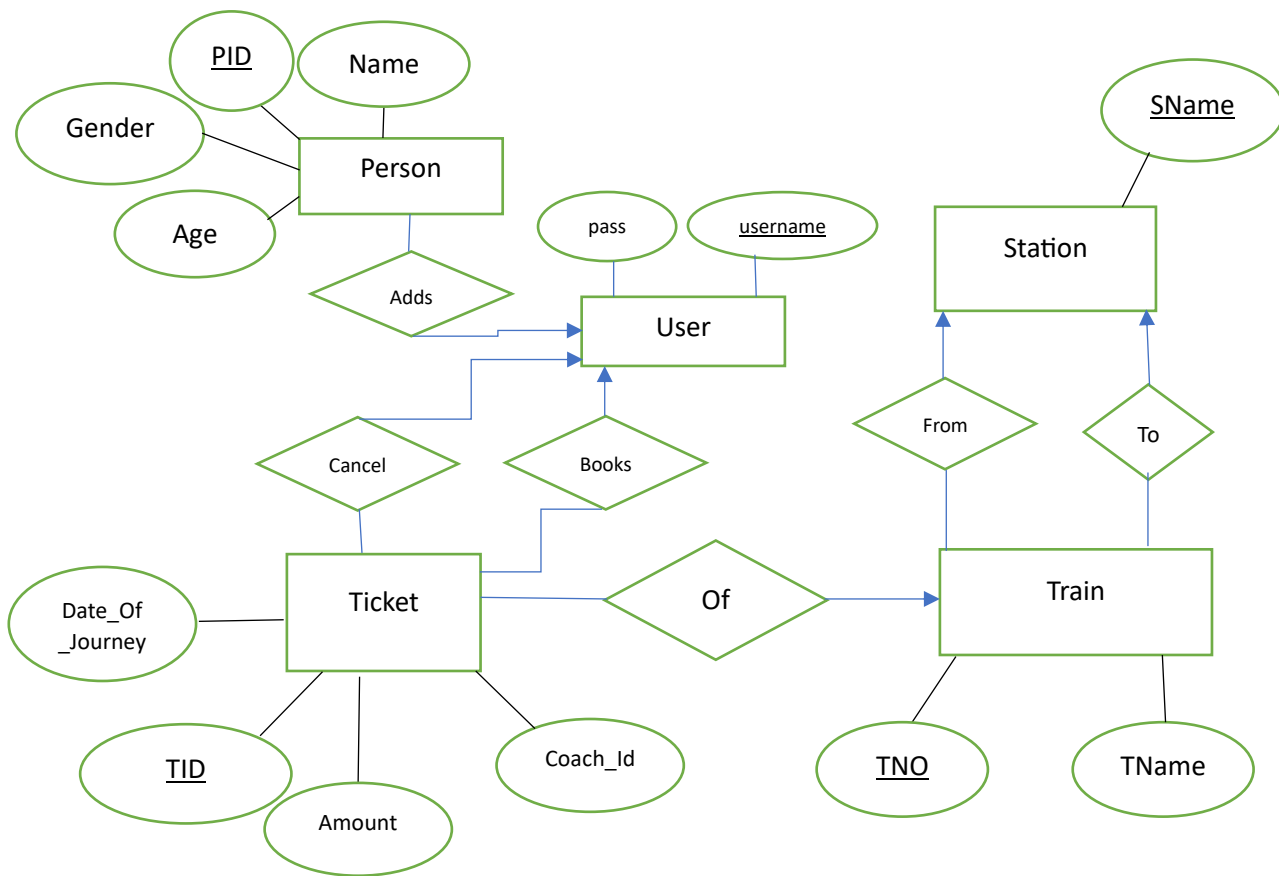 PID
Name
Gender
SName
Person
Age
pass
username
Station
Adds
User
From
To
Cancel
Books
Ticket
Of
Train
Date_Of
_Journey
Coach_Id
TID
TNO
TName
Amount